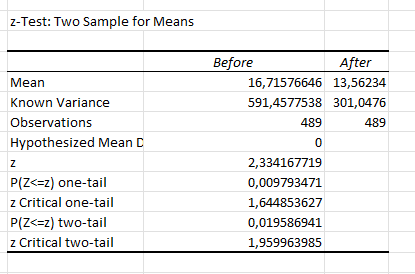 z-Test: Two Sample for Means
Before After
Mean 16,71576646 13,56234
Known Variance 591,4577538 301,0476
Observations 489 489
Hypothesized Mean D 0
z 2,334167719
P(Z<=z) one-tail 0,009793471
z Critical one-tail 1,644853627
P(Z<=z) two-tail 0,019586941
z Critical two-tail 1,959963985